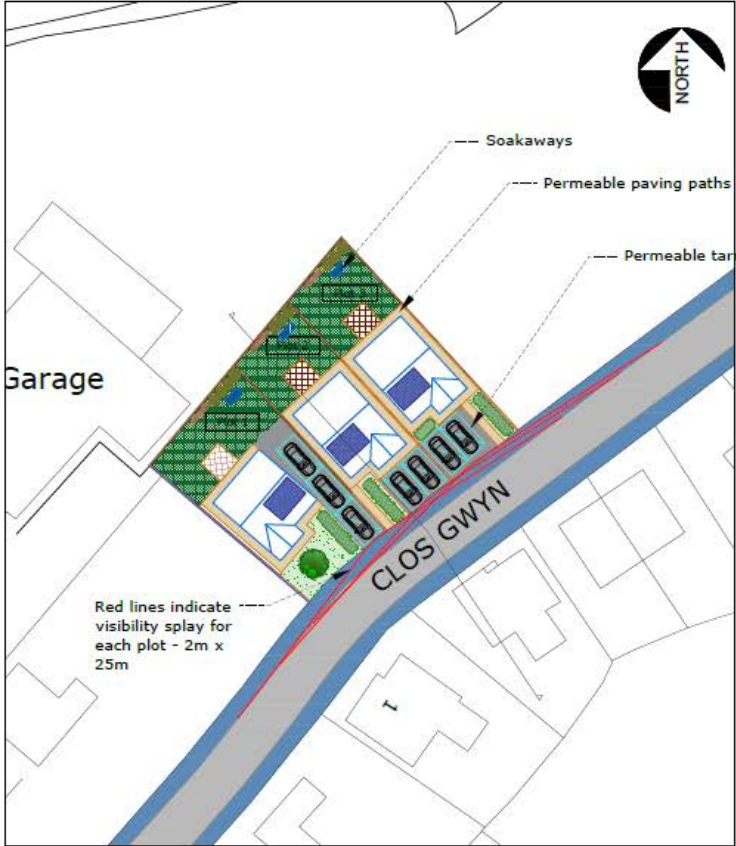 NORTH
Soakaways
Permeable paving paths
Permeable tar
Garage
CLOS GWYN
Red lines indicate
visibility splay for
each plot - 2m x
25m
1